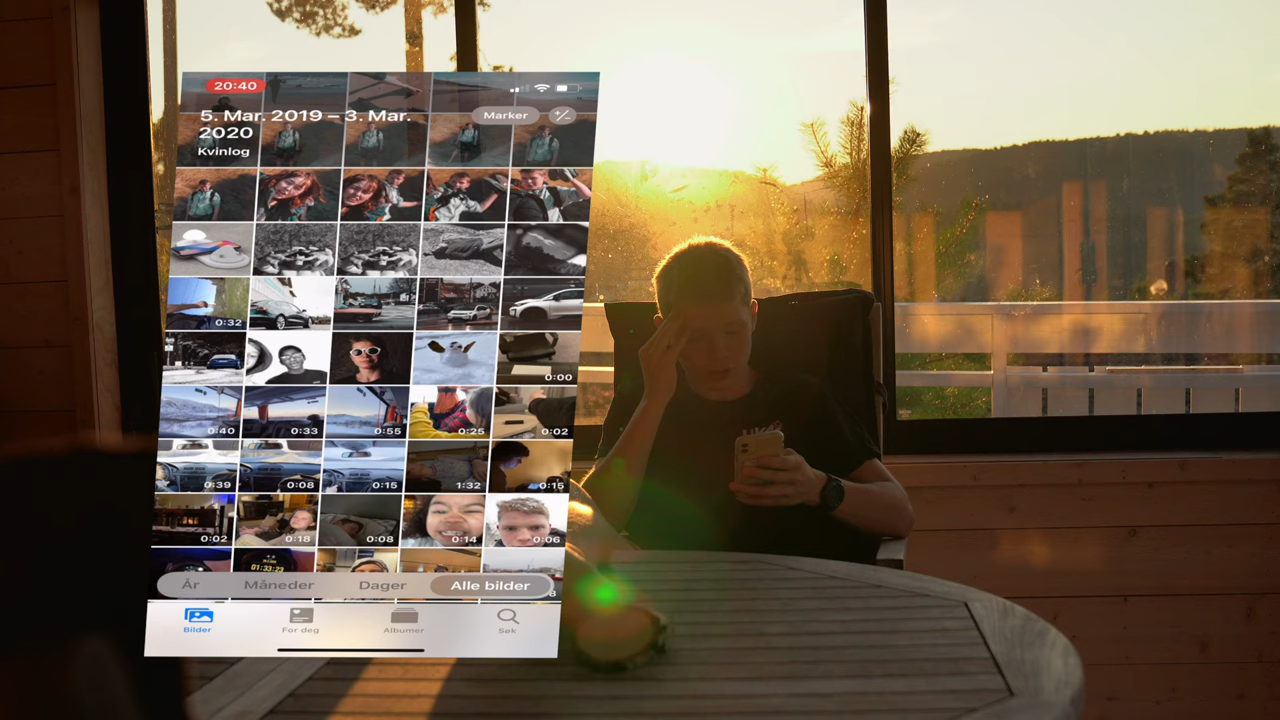 20:40
5. Mar. 2019 – 3. Mar.
2020
Marker
Kvinlog
0:32
0:00
0:40
0:33
0:55
0:25
0:02
0:39
0:08
0:15
1:32
0:15
0:02
0:18
0:08
0:14
0:06
01:33:23
År
Måneder
Dager
Alle bilder
Bilder
For deg
Albumer
Søk